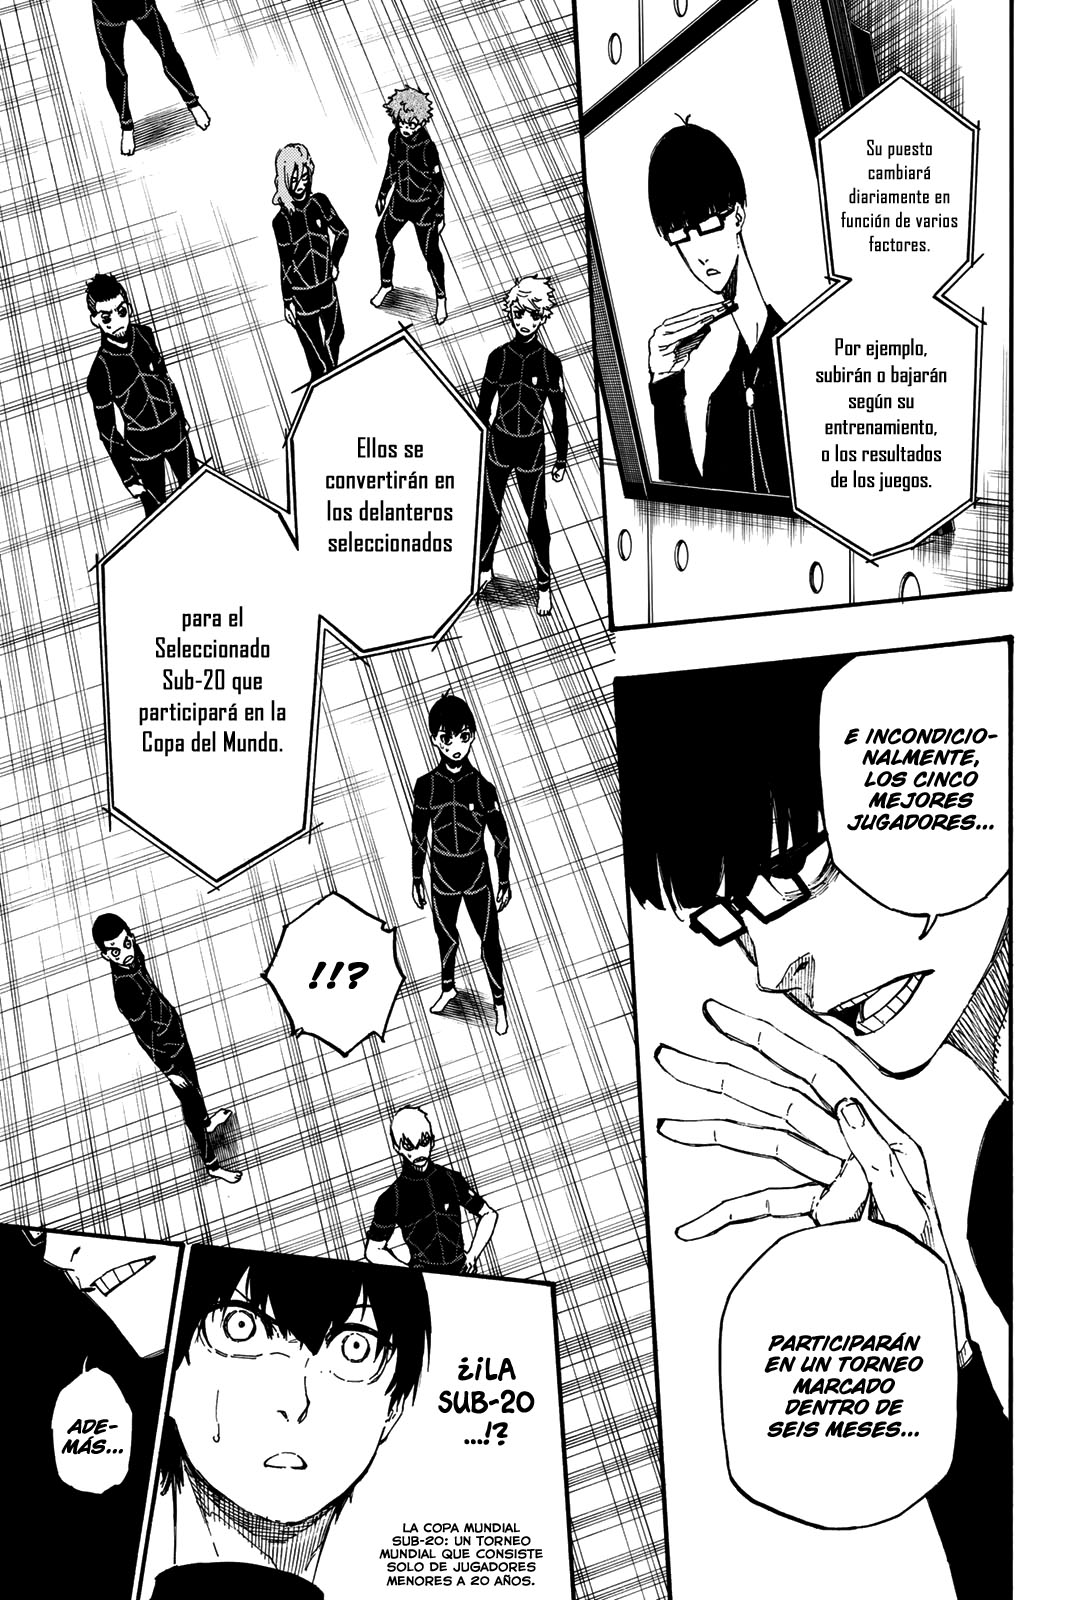 Su puesto
cambiará
diariamente en
función de varios
factores.
Por ejemplo,
subirán o bajarán
según su
entrenamiento,
o los resultados
de los juegos.
E INCONDICIO-
NALMENTE,
LOS CINCO
MEJORES
JUGADORES...
PARTICIPARÁN
EN UN TORNEO
MARCADO
DENTRO DE
SEIS MESES...
Ellos se
convertirán en
los delanteros
seleccionados
para el
Seleccionado
Sub-20 que
participará en la
Copa del Mundo.
!!?
¿¡LA
SUB-20
...!?
LA COPA MUNDIAL
SUB-20: UN TORNEO
MUNDIAL QUE CONSISTE
SOLO DE JUGADORES
MENORES A 20 AÑOS.
ADE-
MÁS...